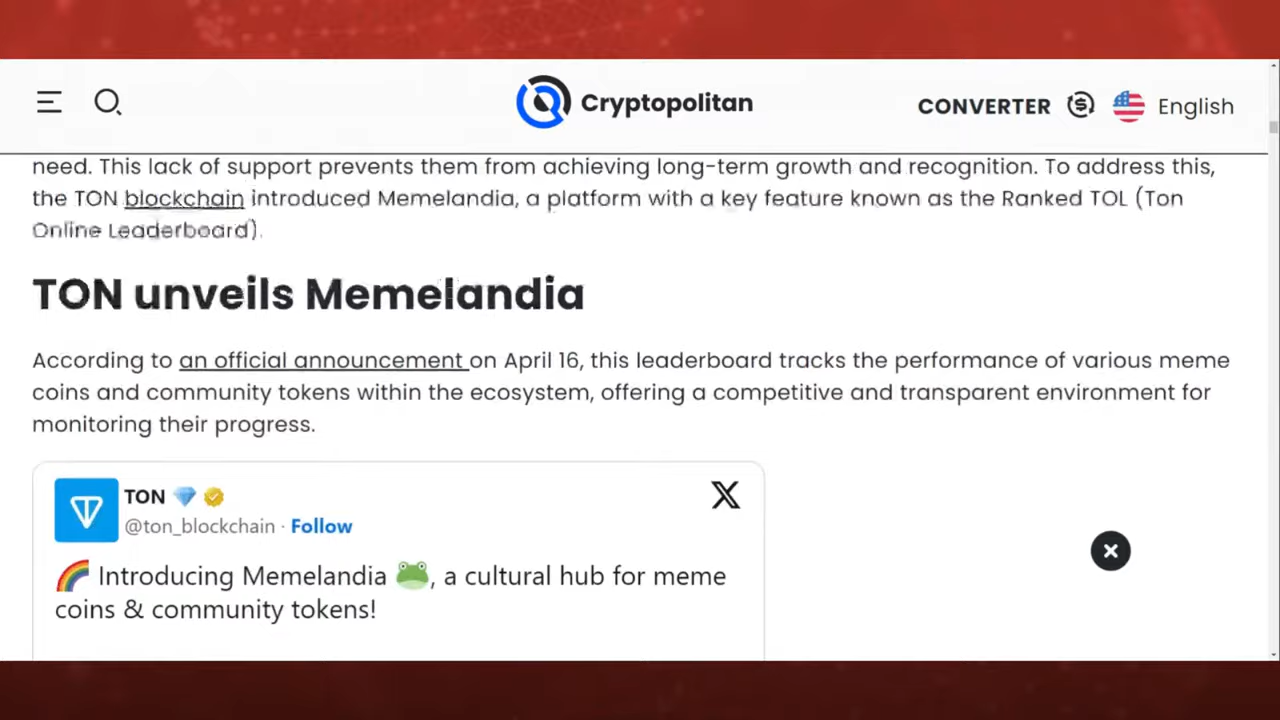 Cryptopolitan
CONVERTER
English
need. This lack of support prevents them from achieving long-term growth and recognition. To address this,
the TON blockchain introduced Memelandia, a platform with a key feature known as the Ranked TOL (Ton
Online Leaderboard).
TON unveils Memelandia
According to an official announcement on April 16, this leaderboard tracks the performance of various meme
coins and community tokens within the ecosystem, offering a competitive and transparent environment for
monitoring their progress.
TON 💎
@ton_blockchain · Follow
🌈 Introducing Memelandia 🐸, a cultural hub for meme
coins & community tokens!